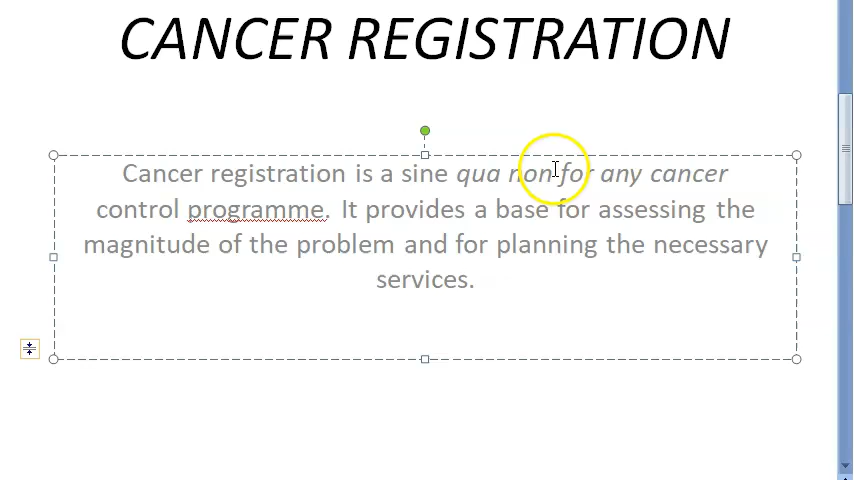 CANCER REGISTRATION
Cancer registration is a sine qua non for any cancer
control programme. It provides a base for assessing the
magnitude of the problem and for planning the necessary
services.